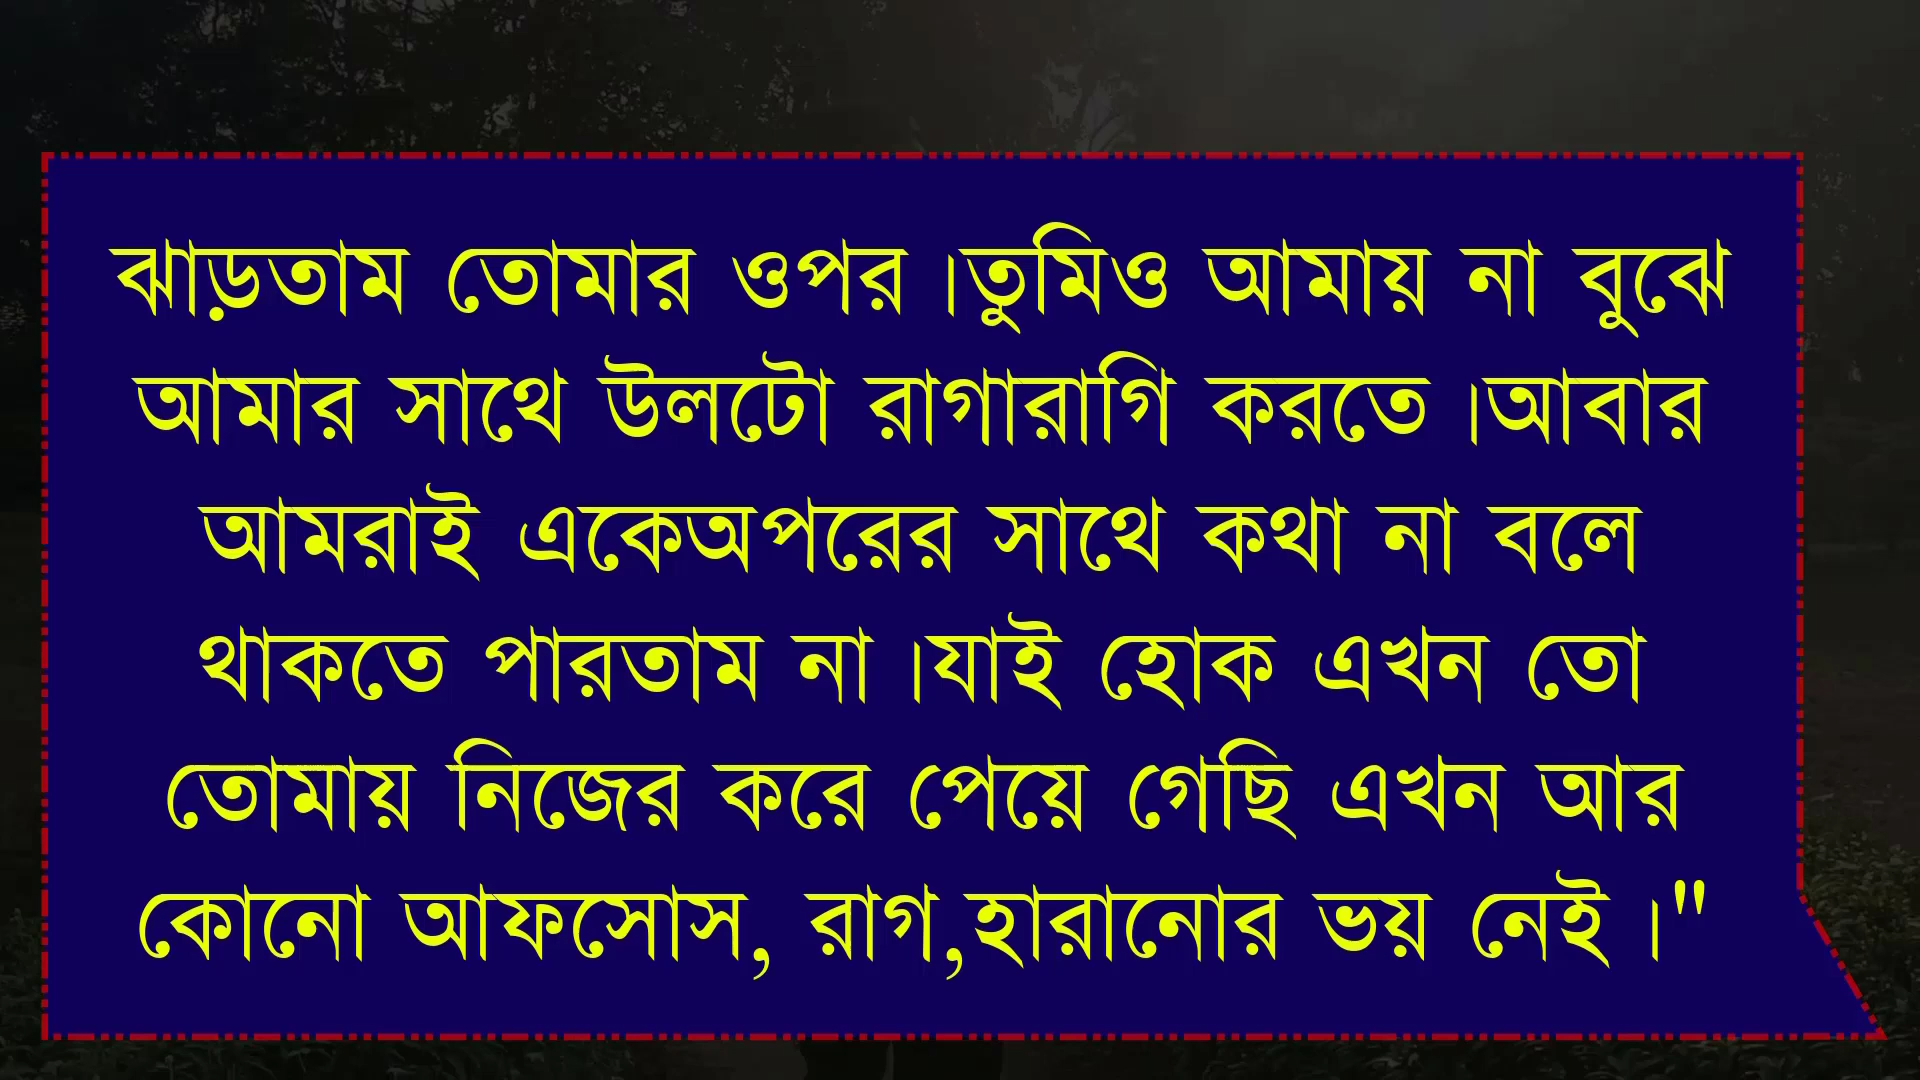 ঝাড়তাম তোমার ওপর ।তুমিও আমায় না বুঝে
আমার সাথে উলটো রাগারাগি করতে ।আবার
আমরাই একেঅপরের সাথে কথা না বলে
থাকতে পারতাম না ।যাই হোক এখন তো
তোমায় নিজের করে পেয়ে গেছি এখন আর
কোনো আফসোস, রাগ,হারানোর ভয় নেই ।"